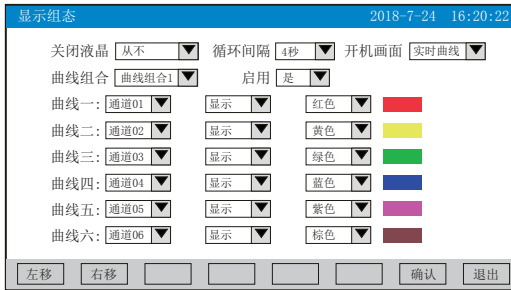 显示组态 2018-7-24 16:20:22
关闭液晶 从不 循环间隔 4秒 开机画面 实时曲线
曲线组合 曲线组合1 启用 是
曲线一: 通道01 显示 红色
曲线二: 通道02 显示 黄色
曲线三: 通道03 显示 绿色
曲线四: 通道04 显示 蓝色
曲线五: 通道05 显示 紫色
曲线六: 通道06 显示 棕色
左移 右移 确认 退出